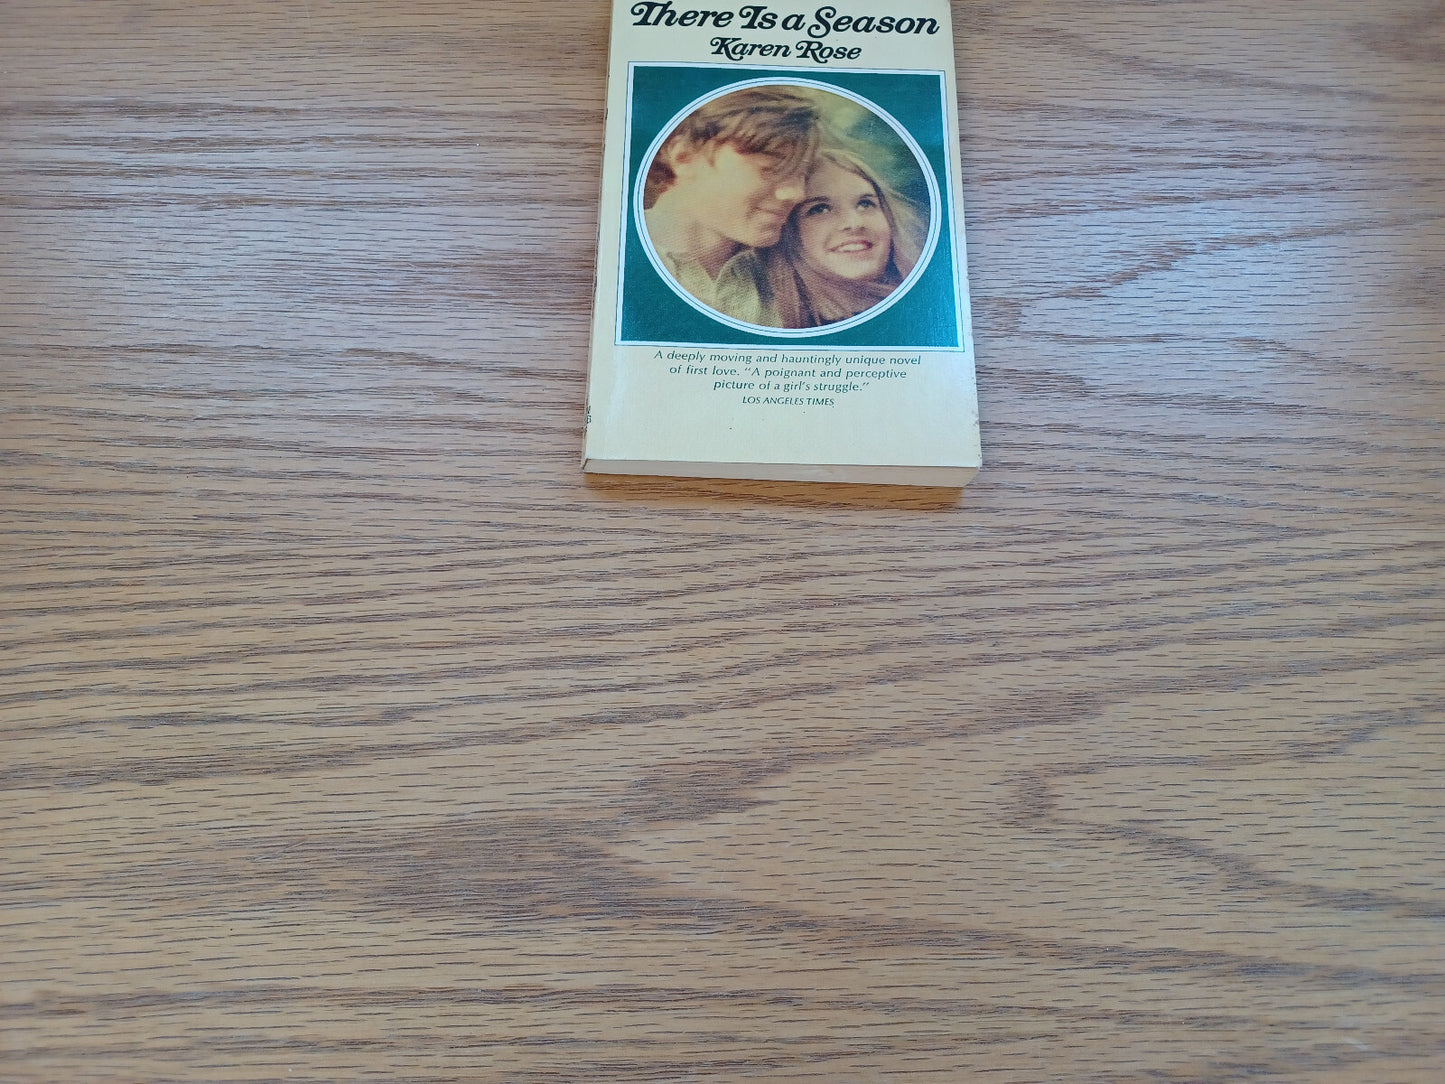 There Is a Season
Karen Rose
A deeply moving and hauntingly unique novel
of first love. "A poignant and perceptive
picture of a girl's struggle."
LOS ANGELES TIMES